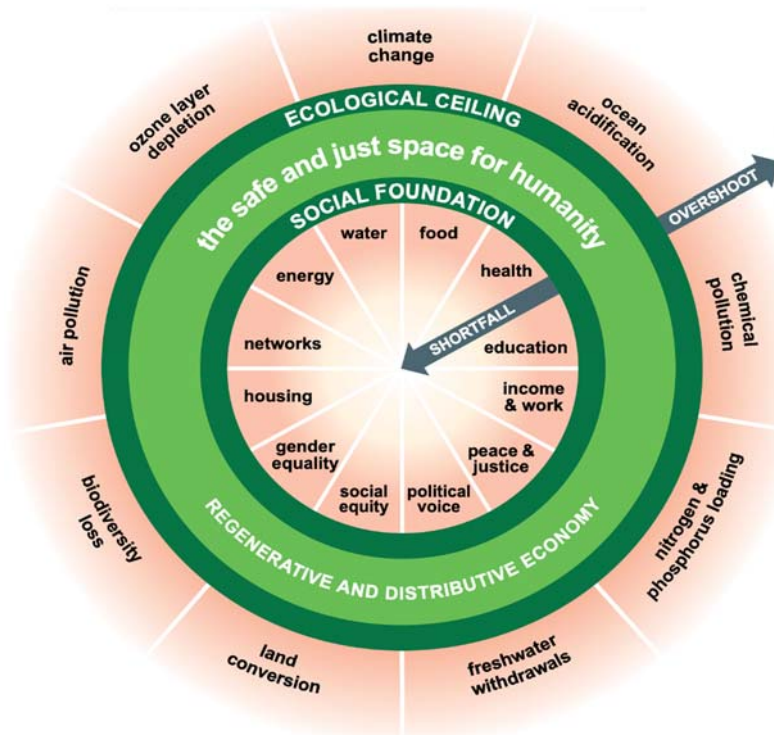 climate
change
ocean
acidification
OVERSHOOT
chemical
pollution
nitrogen &
phosphorus loading
freshwater
withdrawals
land
conversion
biodiversity
loss
air pollution
ozone layer
depletion
ECOLOGICAL CEILING
the safe and just space for humanity
SOCIAL FOUNDATION
water
food
health
SHORTFALL
education
income
& work
peace &
justice
political
voice
social
equity
gender
equality
housing
networks
energy
REGENERATIVE AND DISTRIBUTIVE ECONOMY